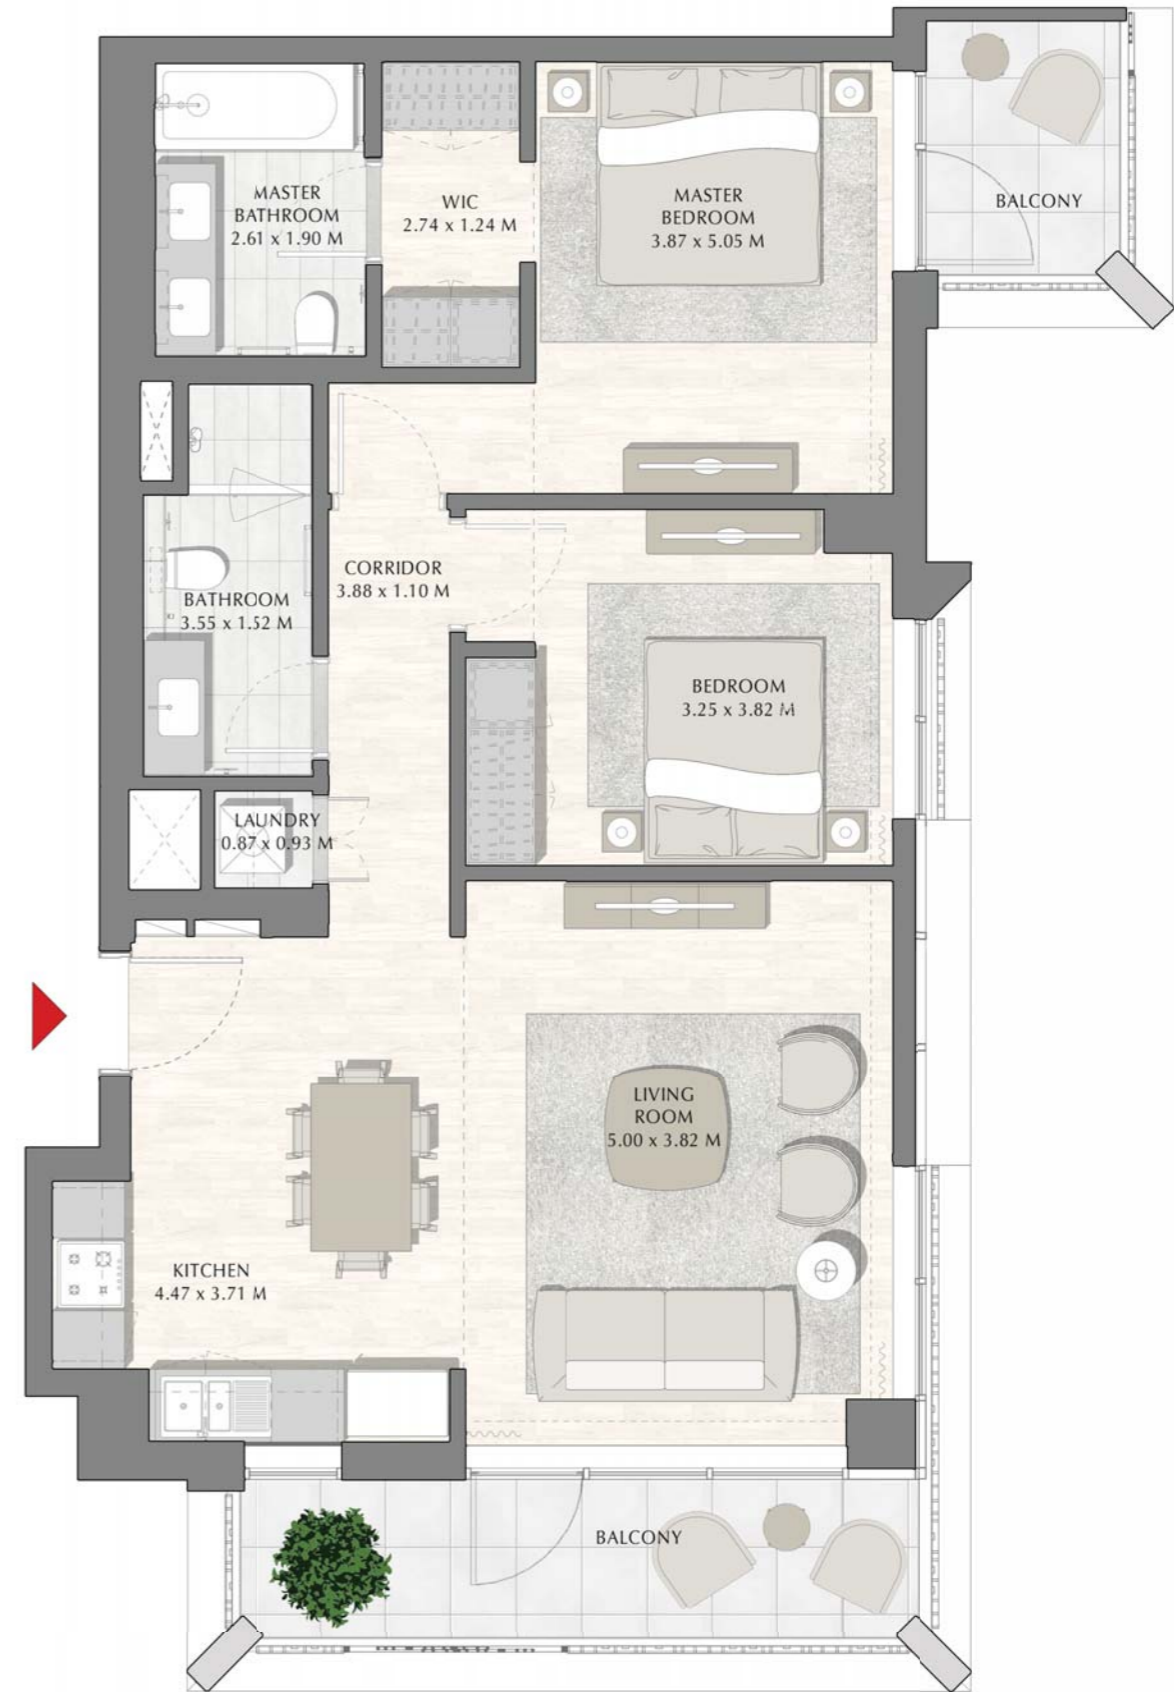 MASTER
BATHROOM
2.61 x 1.90 M
WIC
2.74 x 1.24 M
MASTER
BEDROOM
3.87 x 5.05 M
BALCONY
CORRIDOR
3.88 x 1.10 M
BATHROOM
3.55 x 1.52 M
BEDROOM
3.25 x 3.82 M
LAUNDRY
0.87 x 0.93 M
LIVING
ROOM
5.00 x 3.82 M
KITCHEN
4.47 x 3.71 M
BALCONY